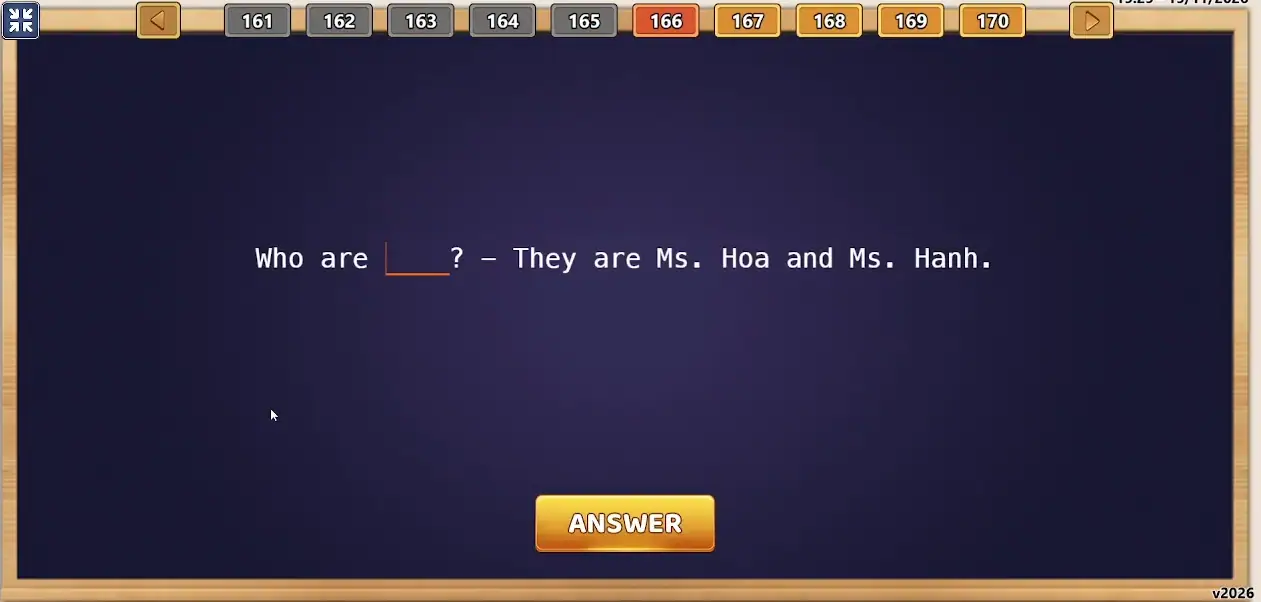 161 162 163 164 165 166 167 168 169 170
Who are ____? – They are Ms. Hoa and Ms. Hanh.
ANSWER
v2026